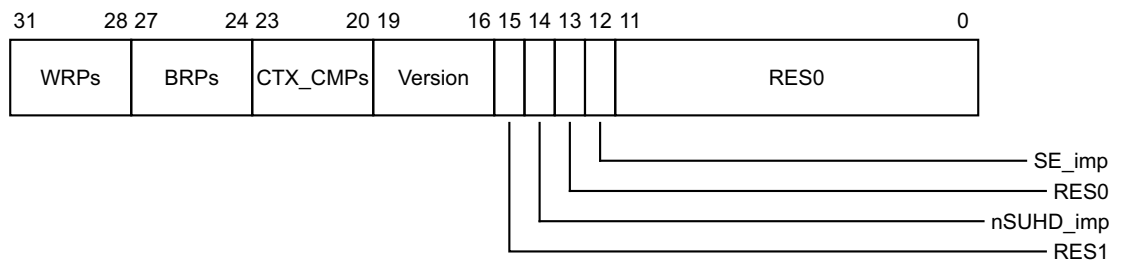 31 28 27 24 23 20 19 16 15 14 13 12 11 0
WRPs BRPs CTX_CMPs Version RES0
SE_imp
RES0
nSUHD_imp
RES1